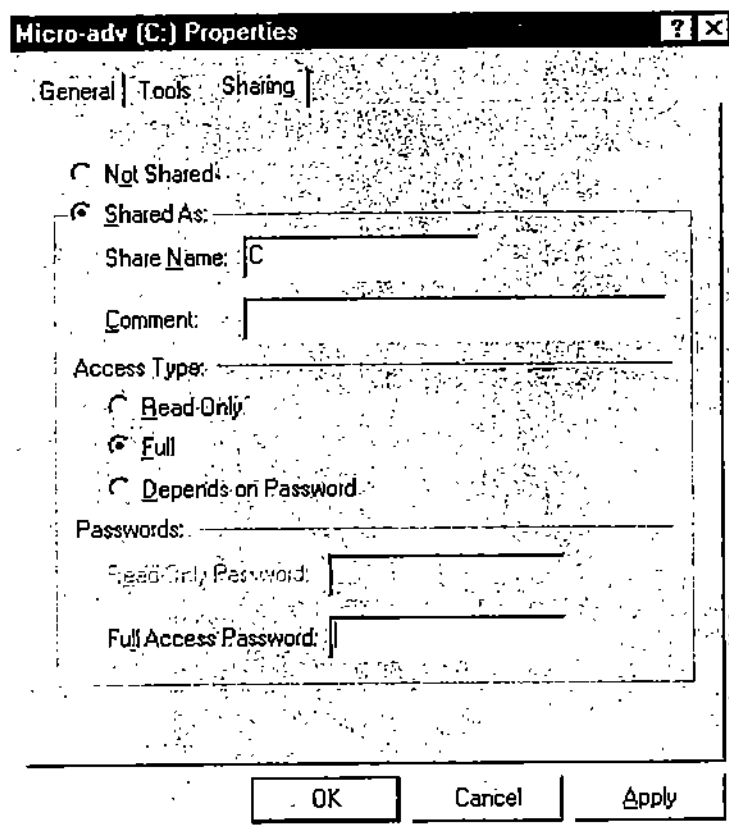 Micro-adv (C:) Properties ? X
General Tools Sharing
Not Shared
Shared As:
Share Name: C
Comment:
Access Type:
Read-Only
Full
Depends on Password
Passwords:
Read-Only Password:
Full Access Password:
OK Cancel Apply